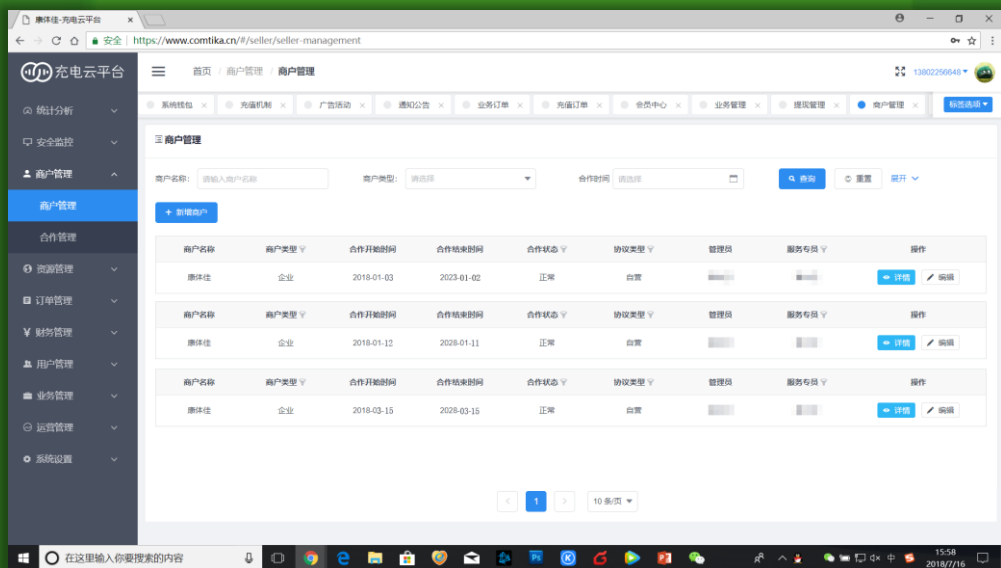 康体佳-充电云平台
安全 https://www.comtika.cn/#/seller/seller-management
充电云平台
首页 / 商户管理 / 商户管理
13802256648
统计分析
安全监控
商户管理
商户管理
合作管理
资源管理
订单管理
财务管理
用户管理
业务管理
运营管理
系统设置
系统钱包 × 充值机制 × 广告活动 × 通知公告 × 业务订单 × 充值订单 × 会员中心 × 业务管理 × 提现管理 × 商户管理 × 标签选项
商户管理
商户名称: 请输入商户名称 商户类型: 请选择 合作时间 请选择 查询 重置 展开
+ 新增商户
商户名称 商户类型 合作开始时间 合作结束时间 合作状态 协议类型 管理员 服务专员 操作
康体佳 企业 2018-01-03 2023-01-02 正常 自营 详情 编辑
商户名称 商户类型 合作开始时间 合作结束时间 合作状态 协议类型 管理员 服务专员 操作
康体佳 企业 2018-01-12 2028-01-11 正常 自营 详情 编辑
商户名称 商户类型 合作开始时间 合作结束时间 合作状态 协议类型 管理员 服务专员 操作
康体佳 企业 2018-03-15 2028-03-15 正常 自营 详情 编辑
< 1 > 10 条/页
在这里输入你要搜索的内容
Ps
中
15:58
2018/7/16